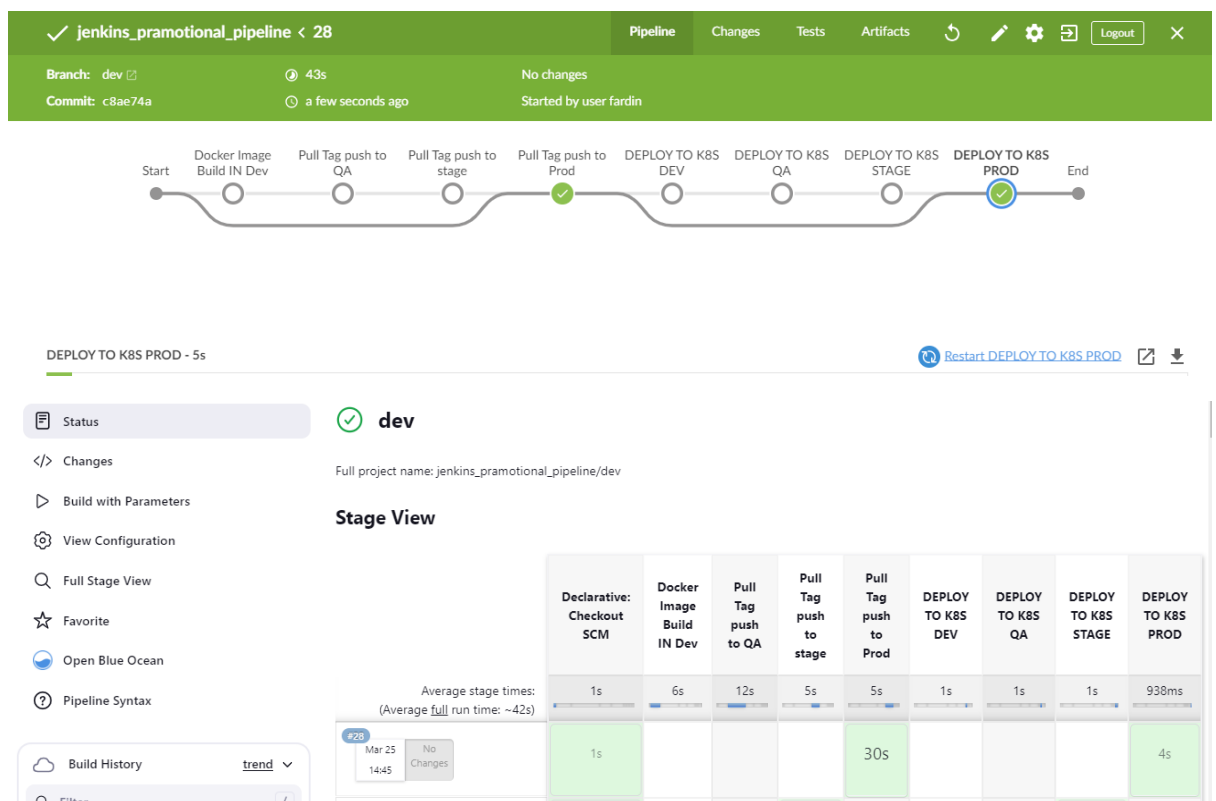 jenkins_pramotional_pipeline < 28
Pipeline
Changes
Tests
Artifacts
Logout
Branch: dev
43s
No changes
Commit: c8ae74a
a few seconds ago
Started by user fardin
Start
Docker Image
Build IN Dev
Pull Tag push to
QA
Pull Tag push to
stage
Pull Tag push to
Prod
DEPLOY TO K8S
DEV
DEPLOY TO K8S
QA
DEPLOY TO K8S
STAGE
DEPLOY TO K8S
PROD
End
DEPLOY TO K8S PROD - 5s
Restart DEPLOY TO K8S PROD
Status
Changes
Build with Parameters
View Configuration
Full Stage View
Favorite
Open Blue Ocean
Pipeline Syntax
Build History
trend
Filter
/
dev
Full project name: jenkins_pramotional_pipeline/dev
Stage View
Declarative:
Checkout
SCM
Docker
Image
Build
IN Dev
Pull
Tag
push
to QA
Pull
Tag
push
to
stage
Pull
Tag
push
to
Prod
DEPLOY
TO K8S
DEV
DEPLOY
TO K8S
QA
DEPLOY
TO K8S
STAGE
DEPLOY
TO K8S
PROD
Average stage times:
(Average full run time: ~42s)
1s
6s
12s
5s
5s
1s
1s
1s
938ms
#28
Mar 25
14:45
No
Changes
1s
30s
4s